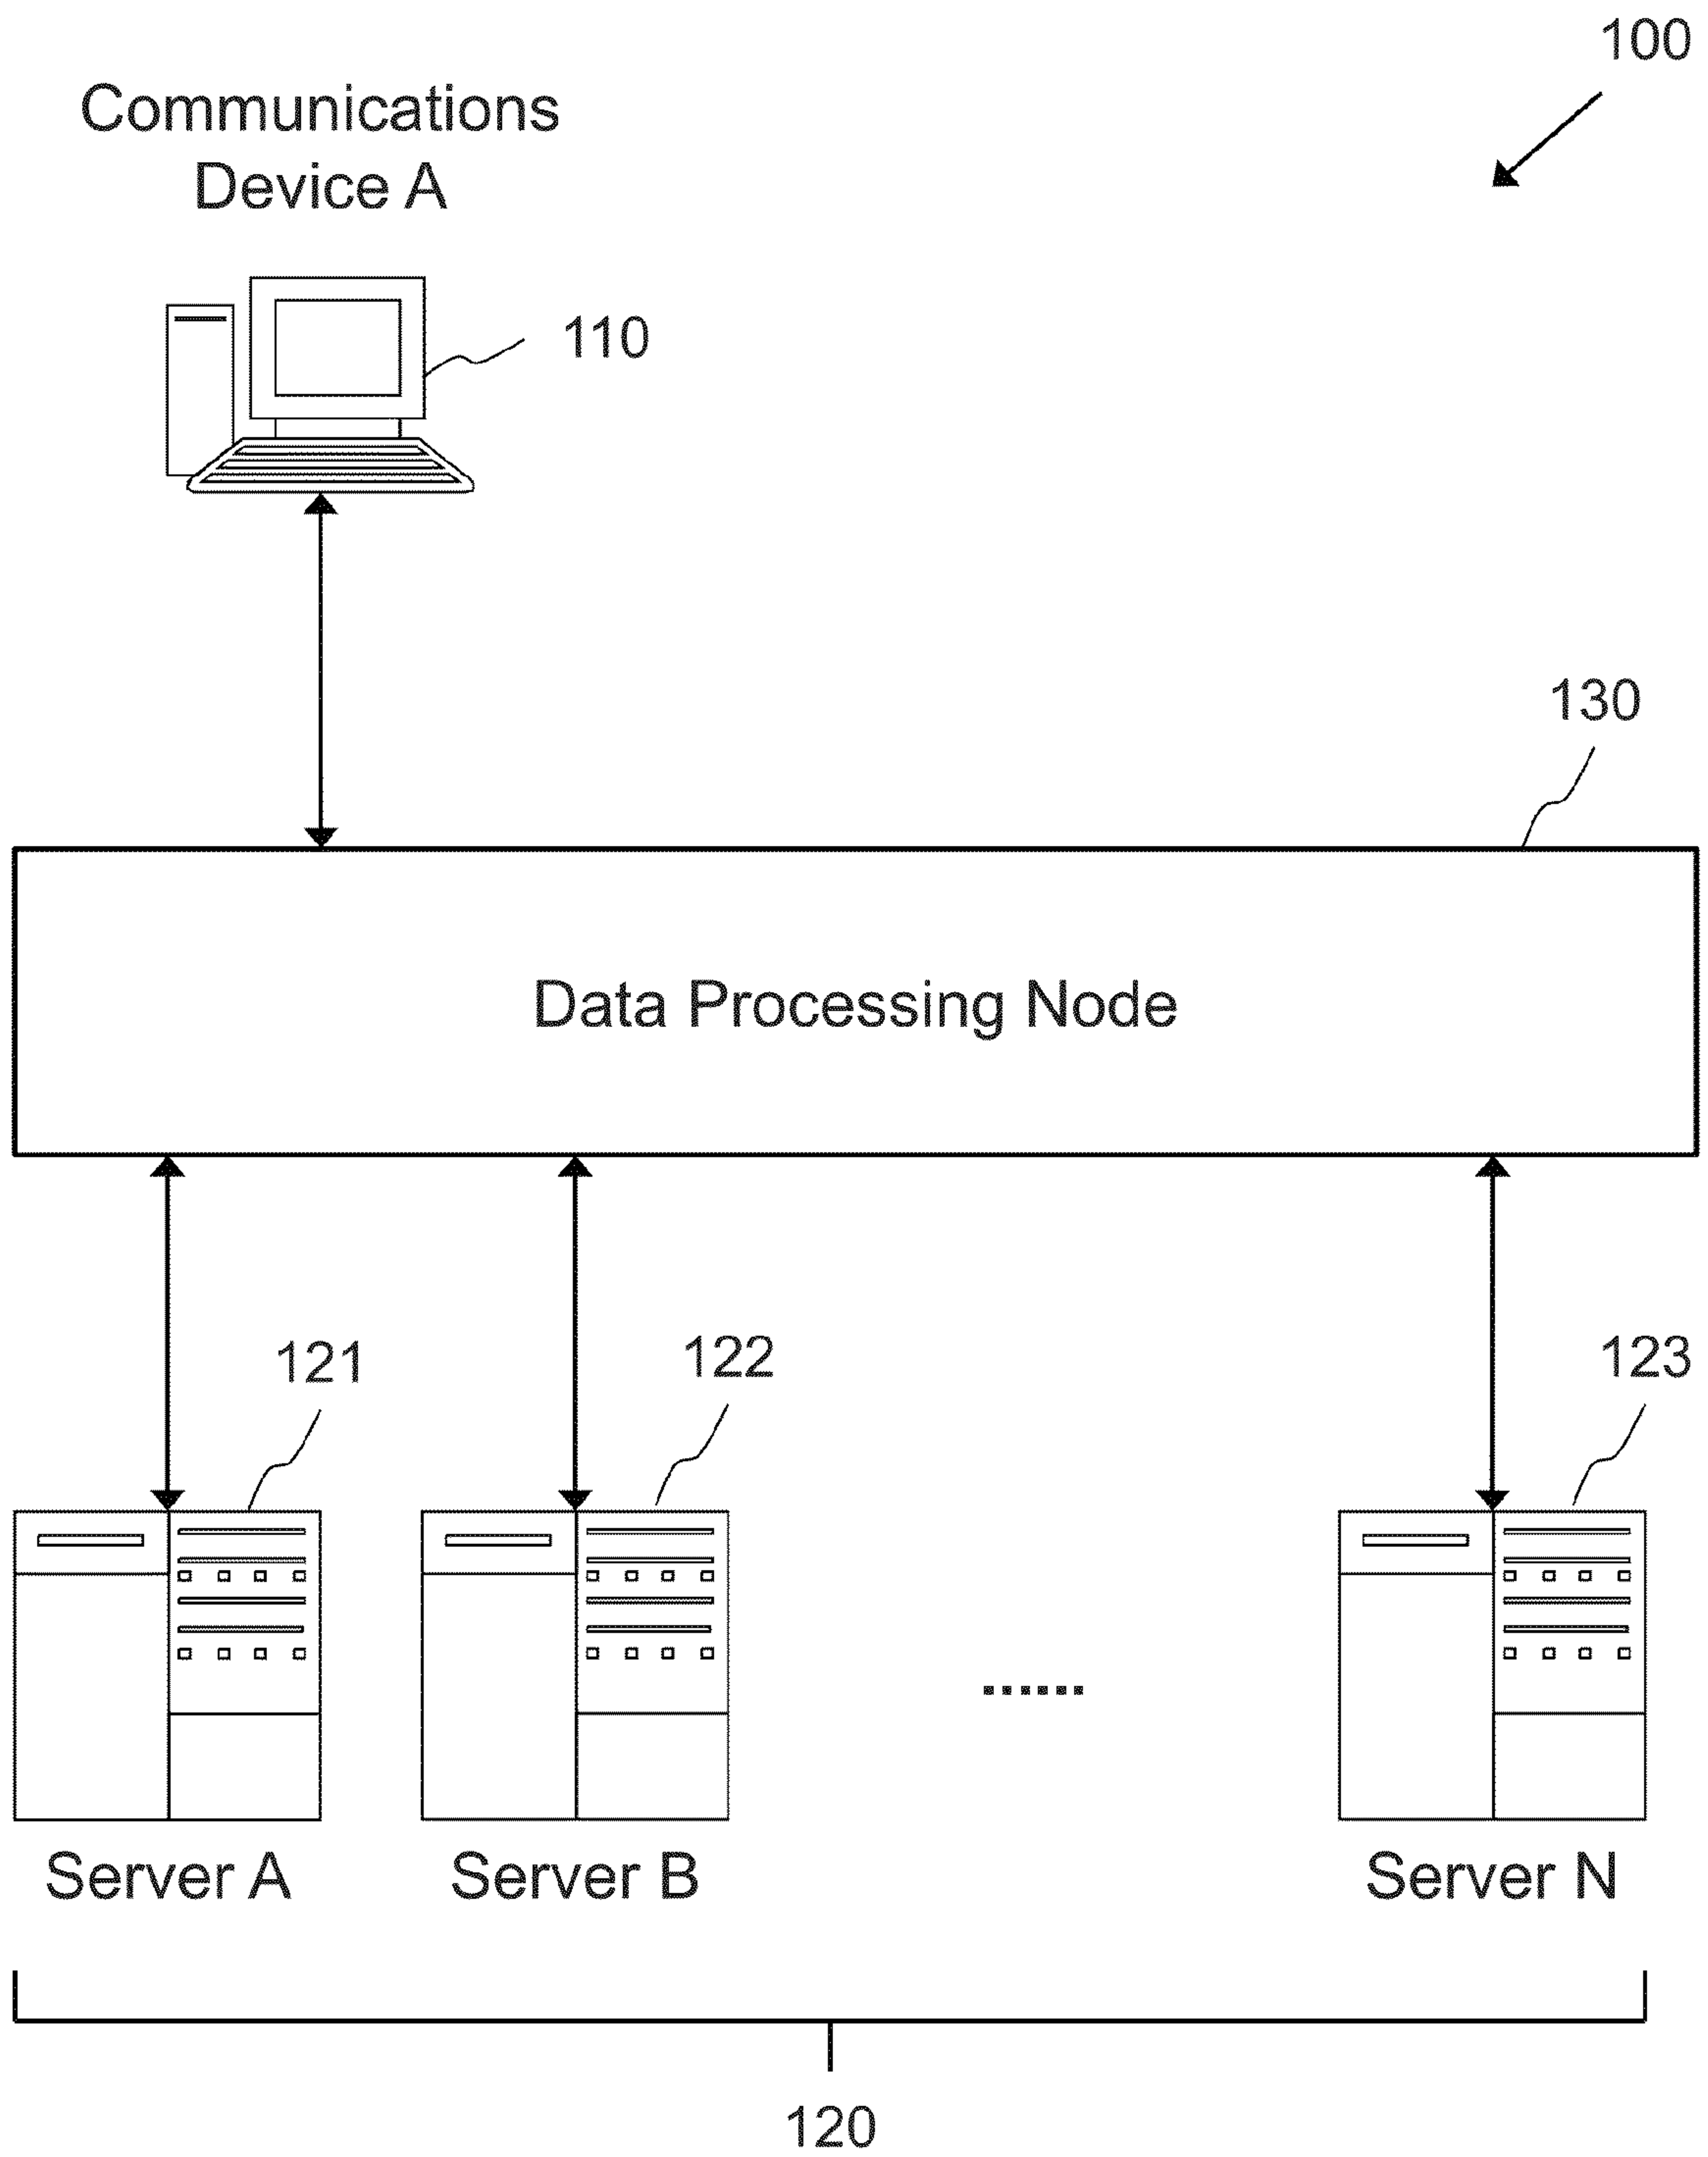 100
Communications
Device A
110
130
Data Processing Node
121
122
123
......
Server A
Server B
Server N
120